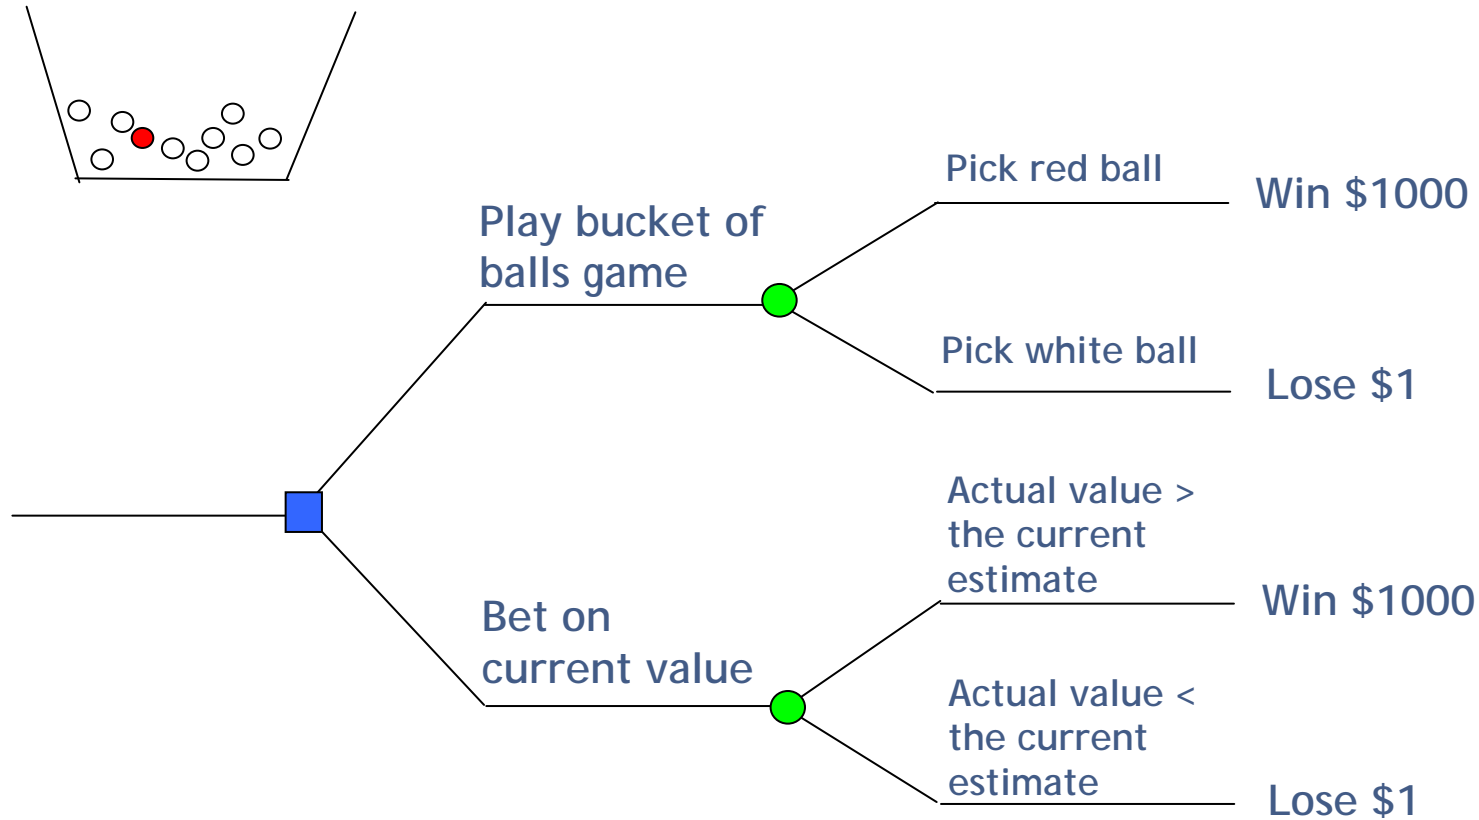 Pick red ball
Win $1000
Play bucket of
balls game
Pick white ball
Lose $1
Actual value >
the current
estimate
Win $1000
Bet on
current value
Actual value <
the current
estimate
Lose $1